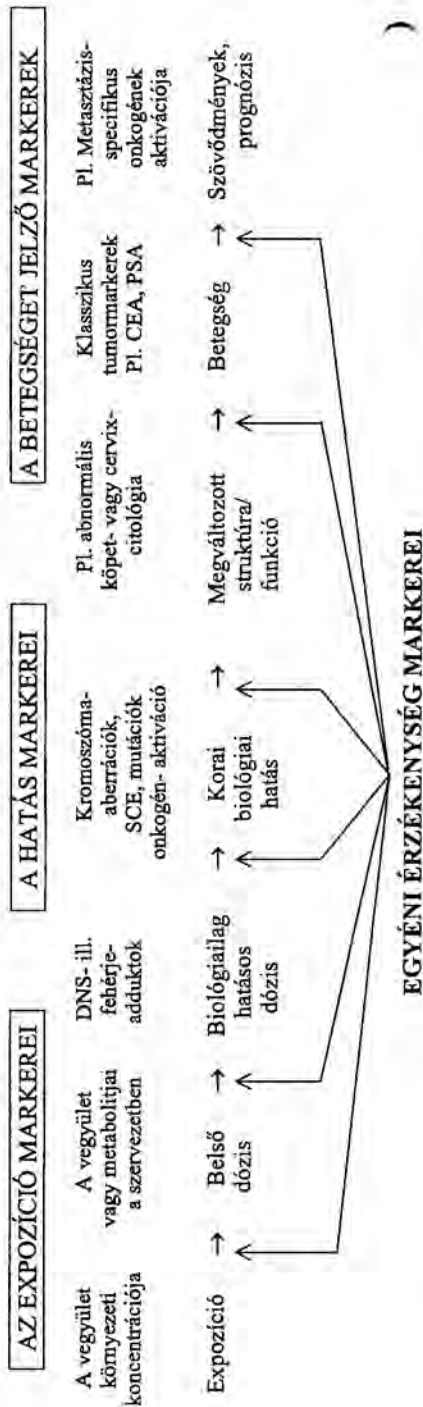 AZ EXPOZÍCIÓ MARKEREI
A HATÁS MARKEREI
A BETEGSÉGET JELZŐ MARKEREK
A vegyület
környezeti
koncentrációja
A vegyület
vagy metabolitjai
a szervezetben
DNS- ill.
fehérje-
adduktok
Kromoszóma-
aberrációk,
SCE, mutációk
onkogén- aktiváció
Pl. abnormális
köpet- vagy cervix-
citológia
Klasszikus
tumormarkerek
Pl. CEA, PSA
Pl. Metasztázis-
specifikus
onkogének
aktivációja
Expozíció
→
Belső
dózis
→
Biológiailag
hatásos
dózis
→
Korai
biológiai
hatás
→
Megváltozott
struktúra/
funkció
→
Betegség
→
Szövődmények,
prognózis
EGYÉNI ÉRZÉKENYSÉG MARKEREI
)